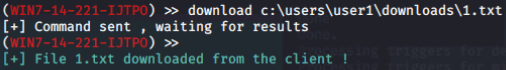 (WIN7-14-221-IJTPO) >> download c:\users\user1\downloads\1.txt
[+] Command sent , waiting for results
(WIN7-14-221-IJTPO) >>
[+] File 1.txt downloaded from the client !